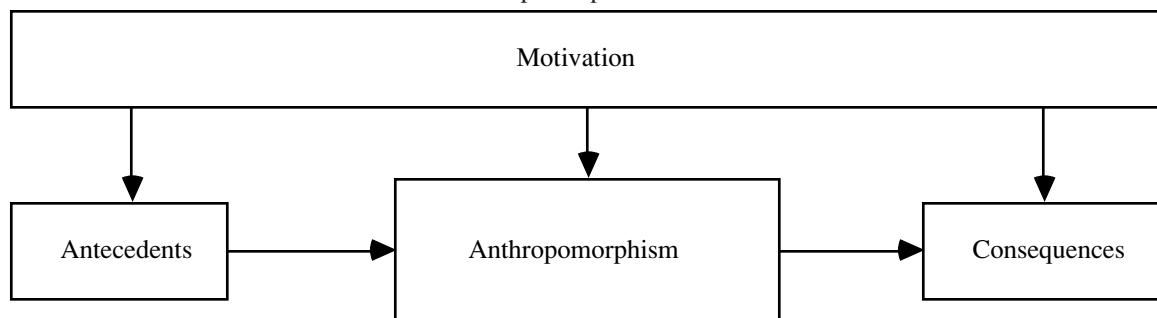 Motivation
Antecedents
Anthropomorphism
Consequences